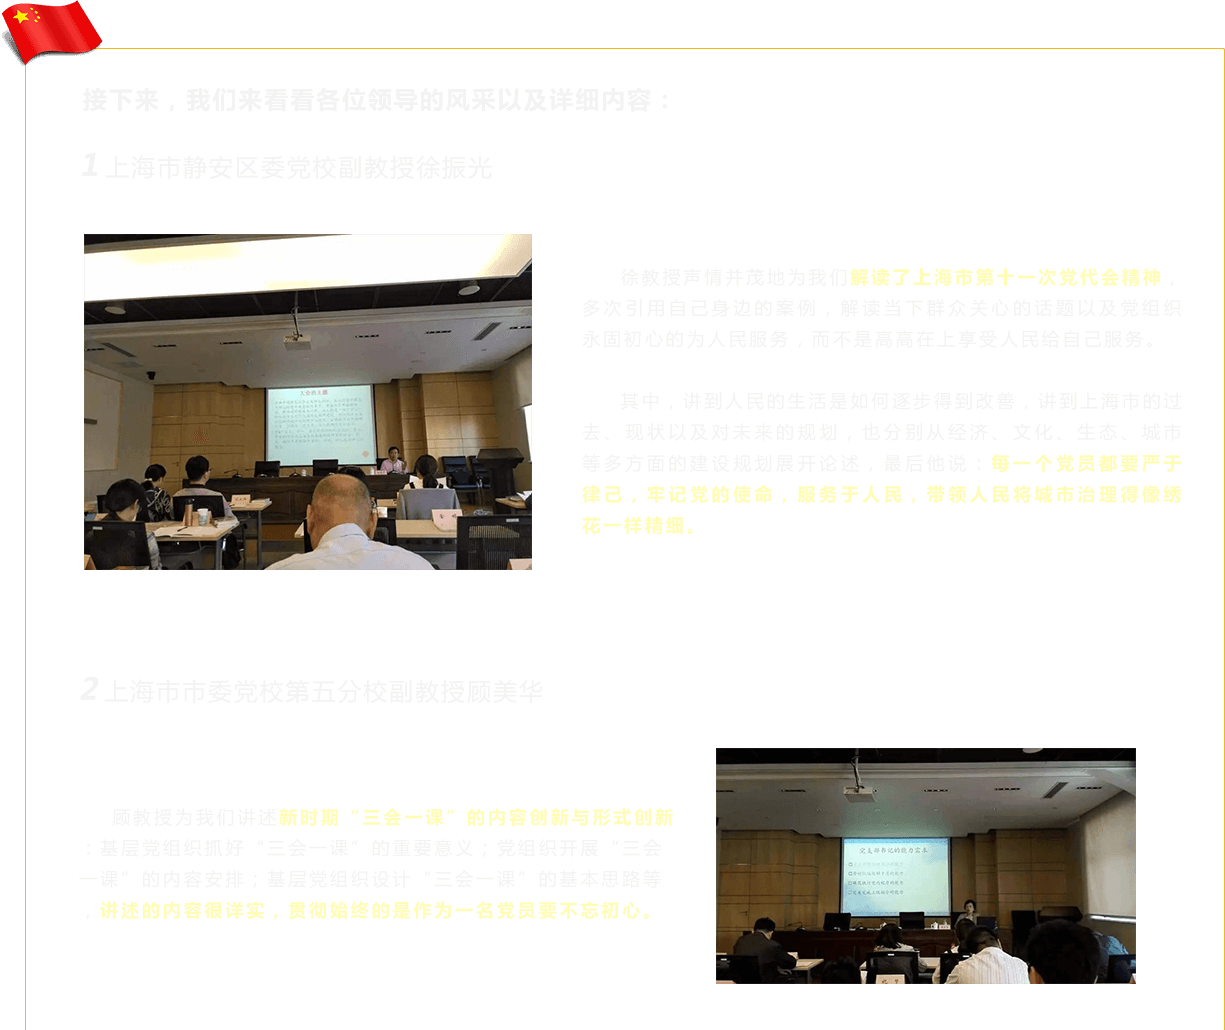 接下来，我们来看看各位领导的风采以及详细内容：
1 上海市静安区委党校副教授徐振光
徐教授声情并茂地为我们解读了上海市第十一次党代会精神，
多次引用自己身边的案例，解读当下群众关心的话题以及党组织
永固初心的为人民服务，而不是高高在上享受人民给自己服务。
其中，讲到人民的生活是如何逐步得到改善，讲到上海市的过
去、现状以及对未来的规划，也分别从经济、文化、生态、城市
等多方面的建设规划展开论述，最后他说：每一个党员都要严于
律己，牢记党的使命，服务于人民，带领人民将城市治理得像绣
花一样精细。
大会的主题
2 上海市市委党校第五分校副教授顾美华
顾教授为我们讲述新时期“三会一课”的内容创新与形式创新
：基层党组织抓好“三会一课”的重要意义；党组织开展“三会
一课”的内容安排；基层党组织设计“三会一课”的基本思路等
，讲述的内容很详实，贯彻始终的是作为一名党员要不忘初心。
党支部书记的能力要求